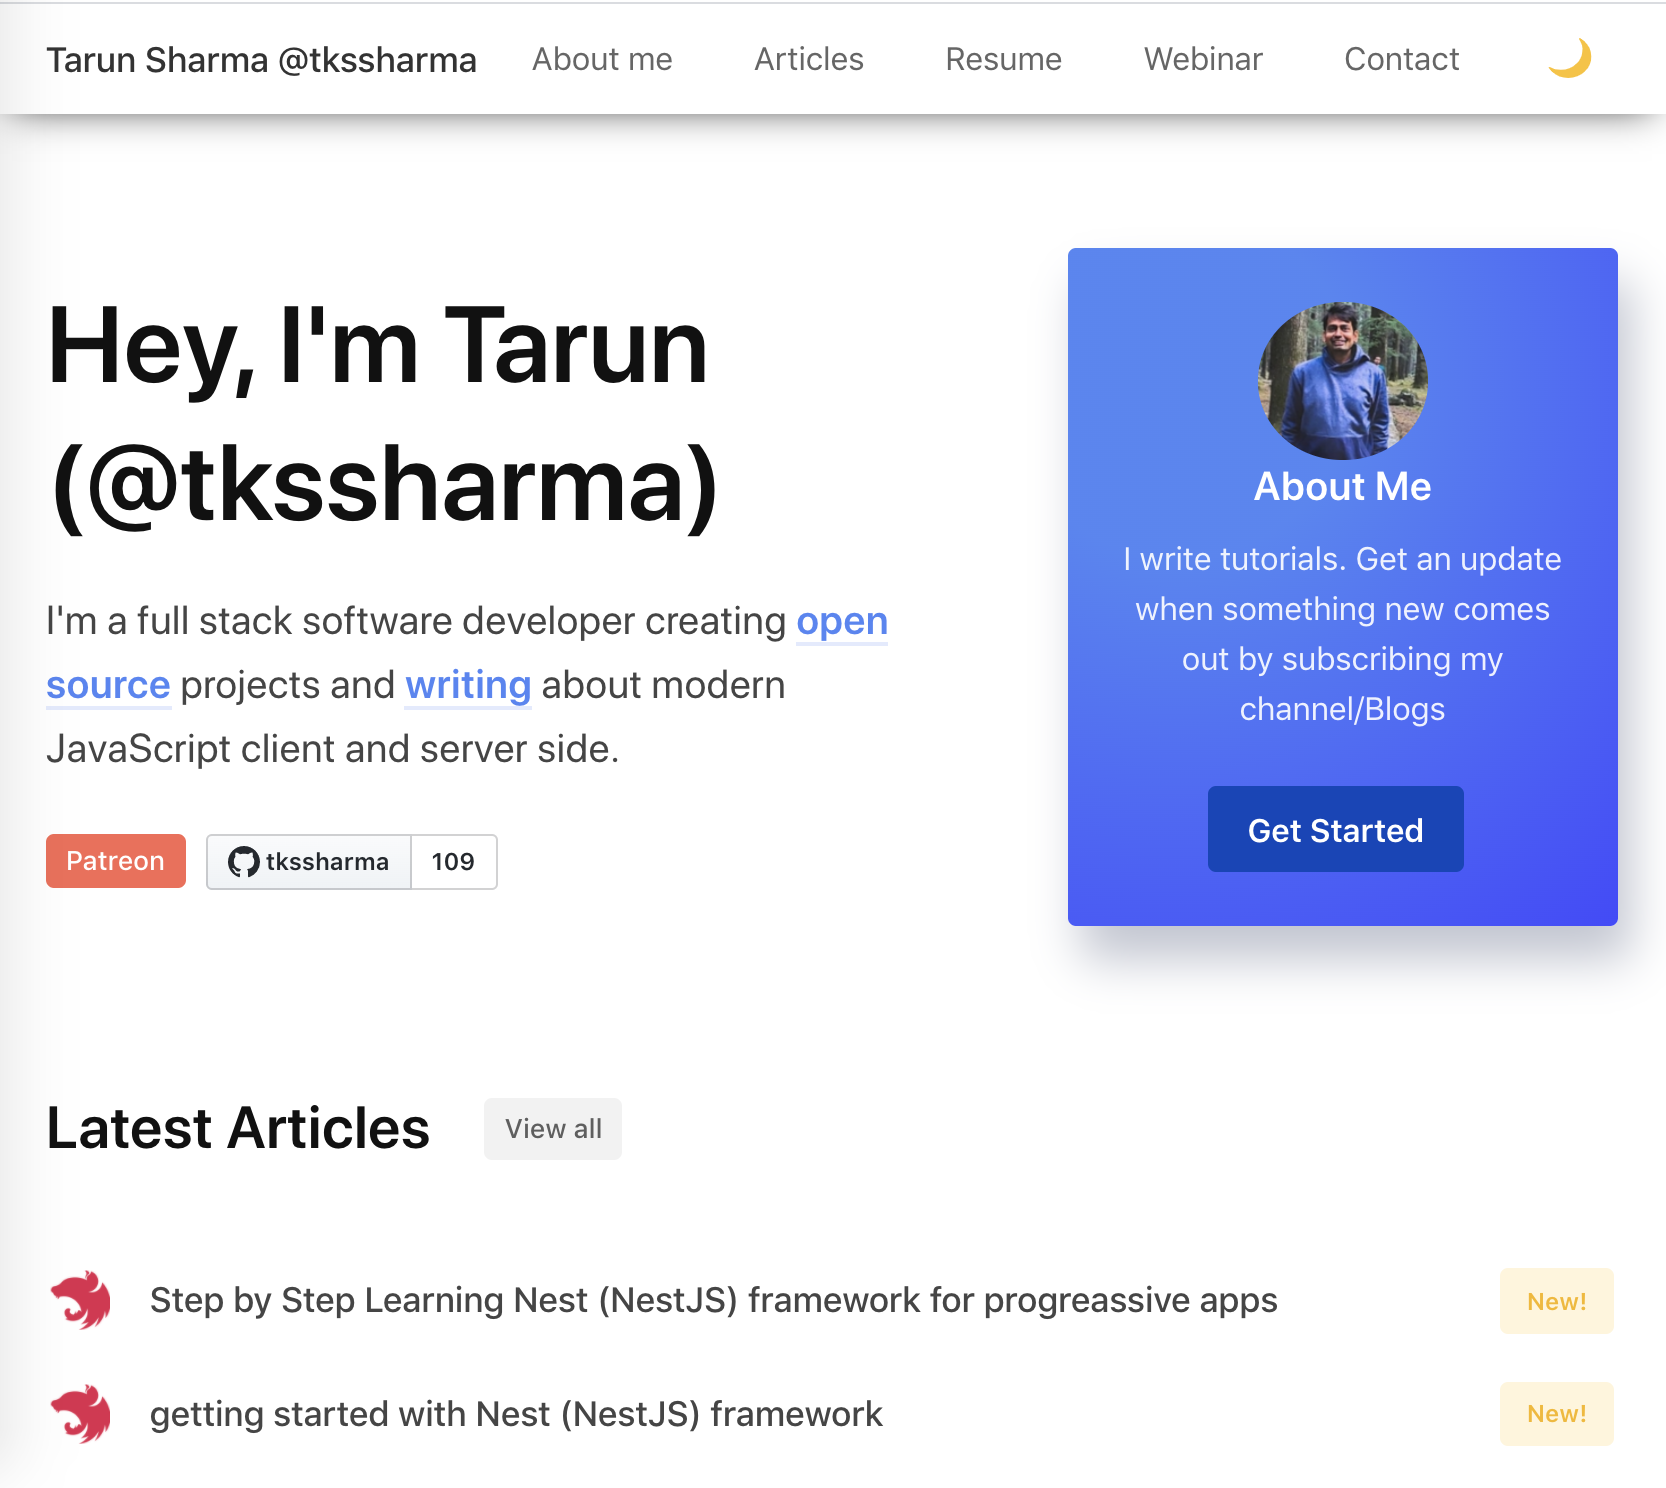 Tarun Sharma @tkssharma About me Articles Resume Webinar Contact
Hey, I'm Tarun
(@tkssharma)
I'm a full stack software developer creating open
source projects and writing about modern
JavaScript client and server side.
Patreon tkssharma 109
About Me
I write tutorials. Get an update
when something new comes
out by subscribing my
channel/Blogs
Get Started
Latest Articles View all
Step by Step Learning Nest (NestJS) framework for progreassive apps New!
getting started with Nest (NestJS) framework New!